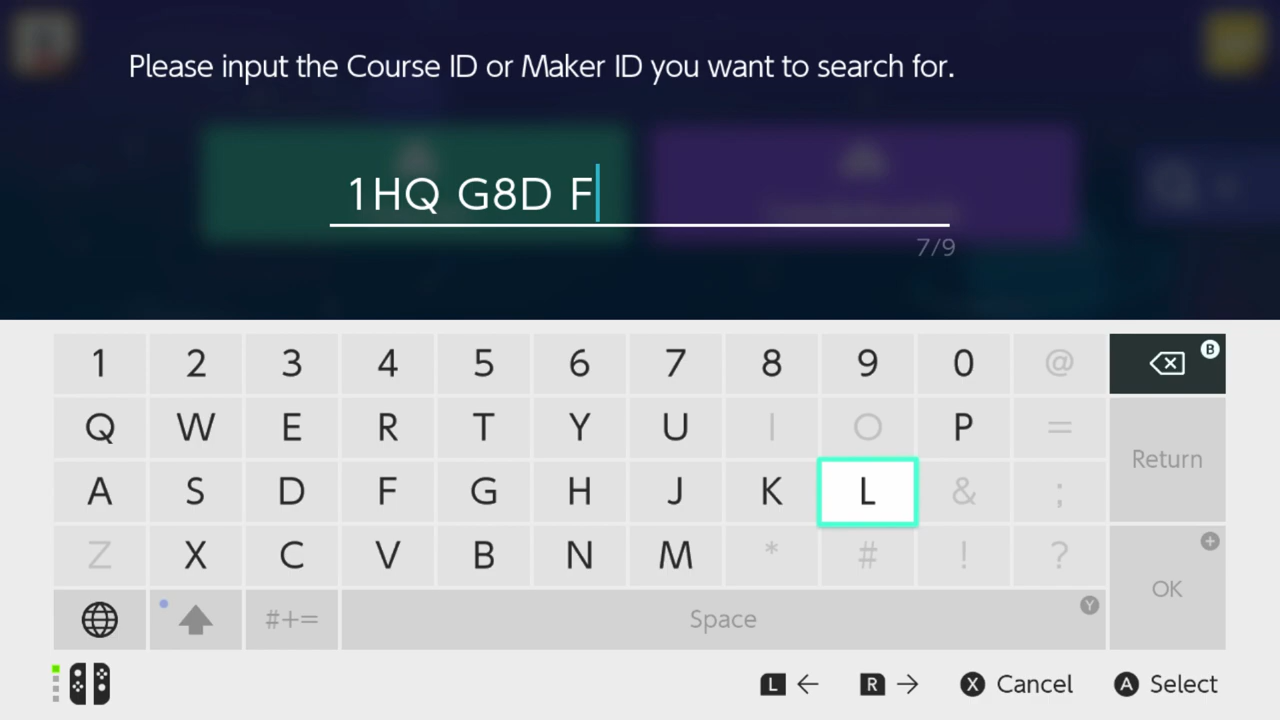 Please input the Course ID or Maker ID you want to search for.
1HQ G8D F
7/9
1 2 3 4 5 6 7 8 9 0 @ B
Q W E R T Y U I O P = Return
A S D F G H J K L & ;
Z X C V B N M * # ! ? + OK
#+= Space Y
L ← R → X Cancel A Select